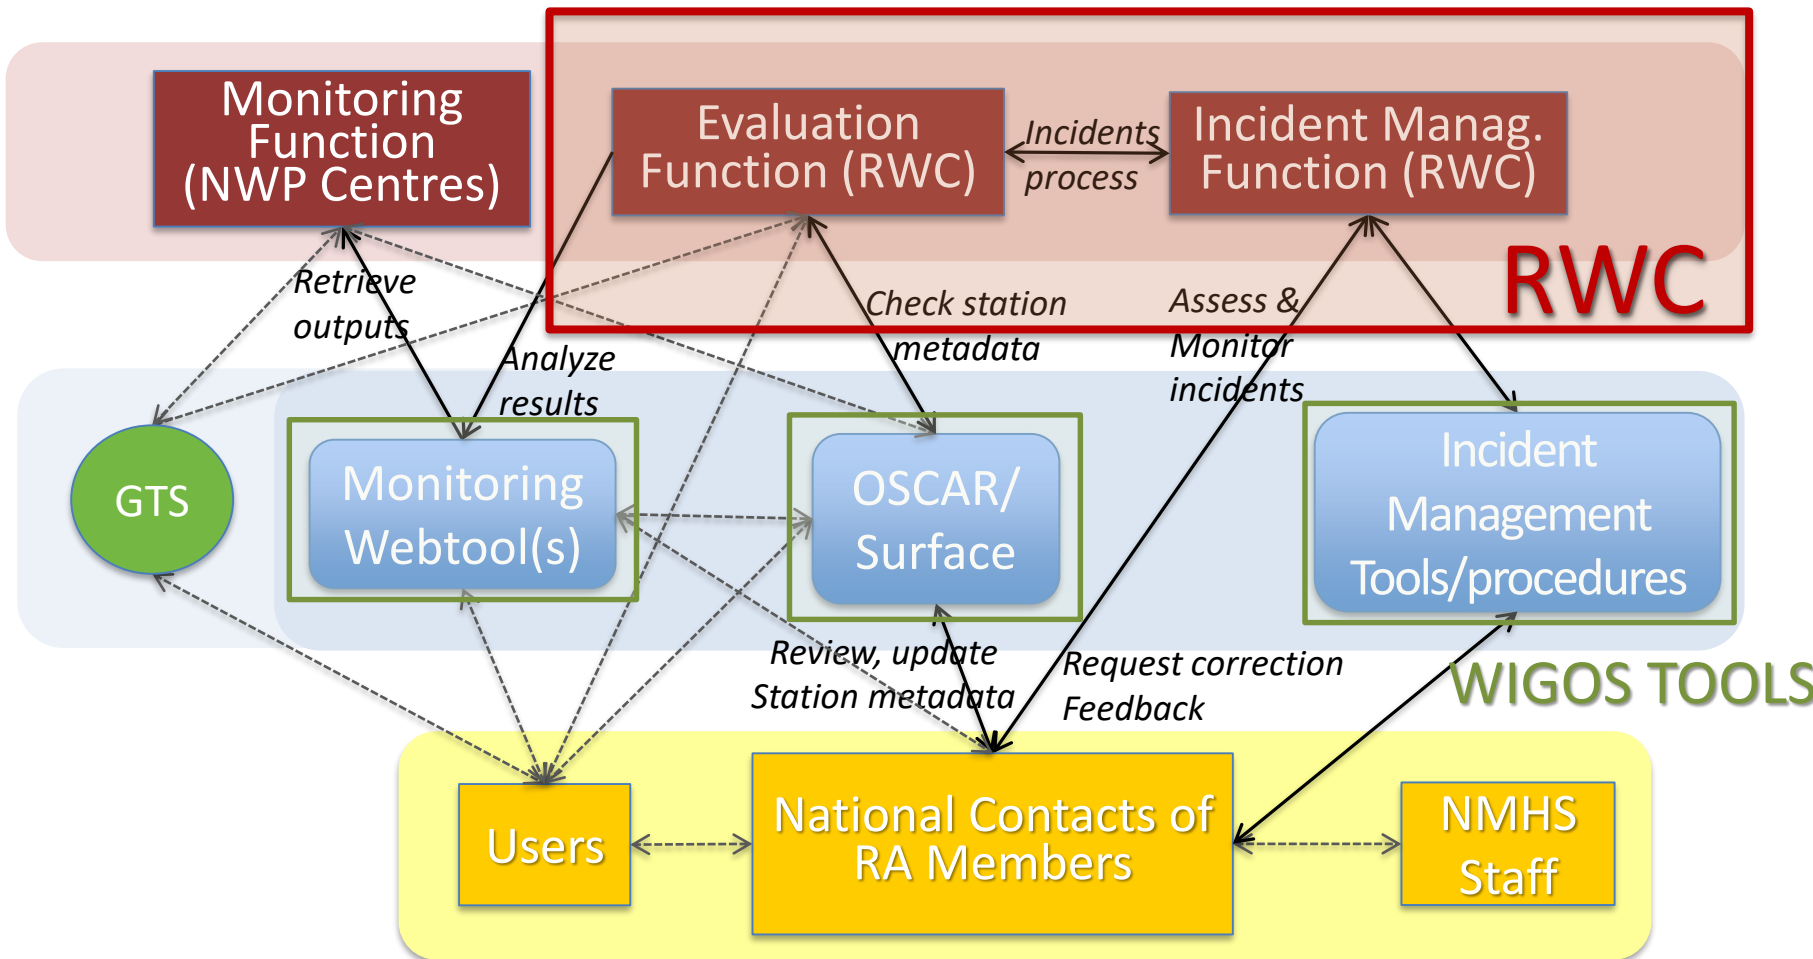 Monitoring
Function
(NWP Centres)
Evaluation
Function (RWC)
Incidents
process
Incident Manag.
Function (RWC)
RWC
Retrieve
outputs
Analyze
results
Check station
metadata
Assess &
Monitor
incidents
GTS
Monitoring
Webtool(s)
OSCAR/
Surface
Incident
Management
Tools/procedures
Review, update
Station metadata
Request correction
Feedback
WIGOS TOOLS
Users
National Contacts of
RA Members
NMHS
Staff